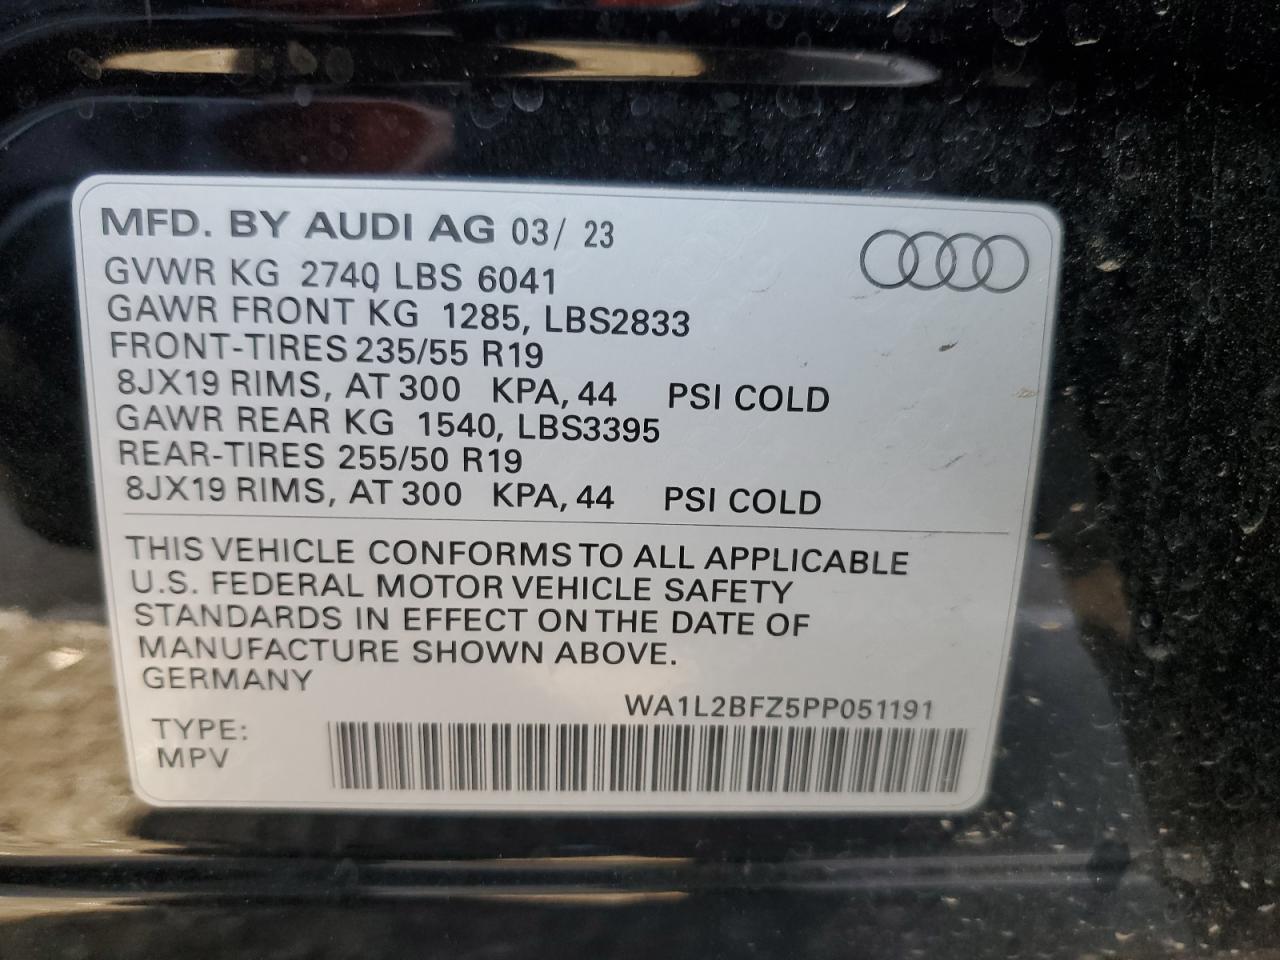 MFD. BY AUDI AG 03/ 23
GVWR KG 2740 LBS 6041
GAWR FRONT KG 1285, LBS2833
FRONT-TIRES 235/55 R19
8JX19 RIMS, AT 300 KPA, 44 PSI COLD
GAWR REAR KG 1540, LBS3395
REAR-TIRES 255/50 R19
8JX19 RIMS, AT 300 KPA, 44 PSI COLD
THIS VEHICLE CONFORMS TO ALL APPLICABLE
U.S. FEDERAL MOTOR VEHICLE SAFETY
STANDARDS IN EFFECT ON THE DATE OF
MANUFACTURE SHOWN ABOVE.
GERMANY
WA1L2BFZ5PP051191
TYPE:
MPV